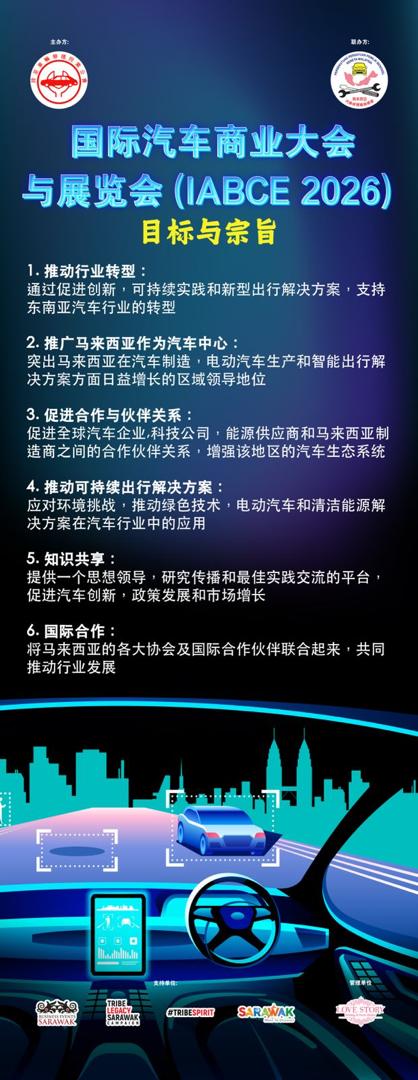 主办方:
联办方:
国际汽车商业大会
与展览会 (IABCE 2026)
目标与宗旨
1. 推动行业转型：
通过促进创新，可持续实践和新型出行解决方案，支持
东南亚汽车行业的转型
2. 推广马来西亚作为汽车中心：
突出马来西亚在汽车制造，电动汽车生产和智能出行解
决方案方面日益增长的区域领导地位
3. 促进合作与伙伴关系：
促进全球汽车企业,科技公司，能源供应商和马来西亚制
造商之间的合作伙伴关系，增强该地区的汽车生态系统
4. 推动可持续出行解决方案：
应对环境挑战，推动绿色技术，电动汽车和清洁能源解
决方案在汽车行业中的应用
5. 知识共享：
提供一个思想领导，研究传播和最佳实践交流的平台，
促进汽车创新，政策发展和市场增长
6. 国际合作：
将马来西亚的各大协会及国际合作伙伴联合起来，共同
推动行业发展
支持单位:
管理单位
BUSINESS EVENTS
SARAWAK
TRIBE
LEGACY
SARAWAK
CAMPAIGN
#TRIBESPIRIT
SARAWAK
LOVE STORY